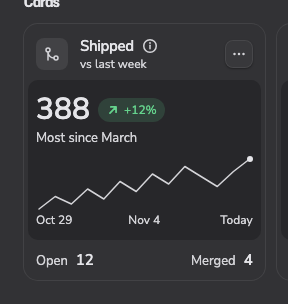 Cards
Shipped
vs last week
388 +12%
Most since March
Oct 29 Nov 4 Today
Open 12 Merged 4